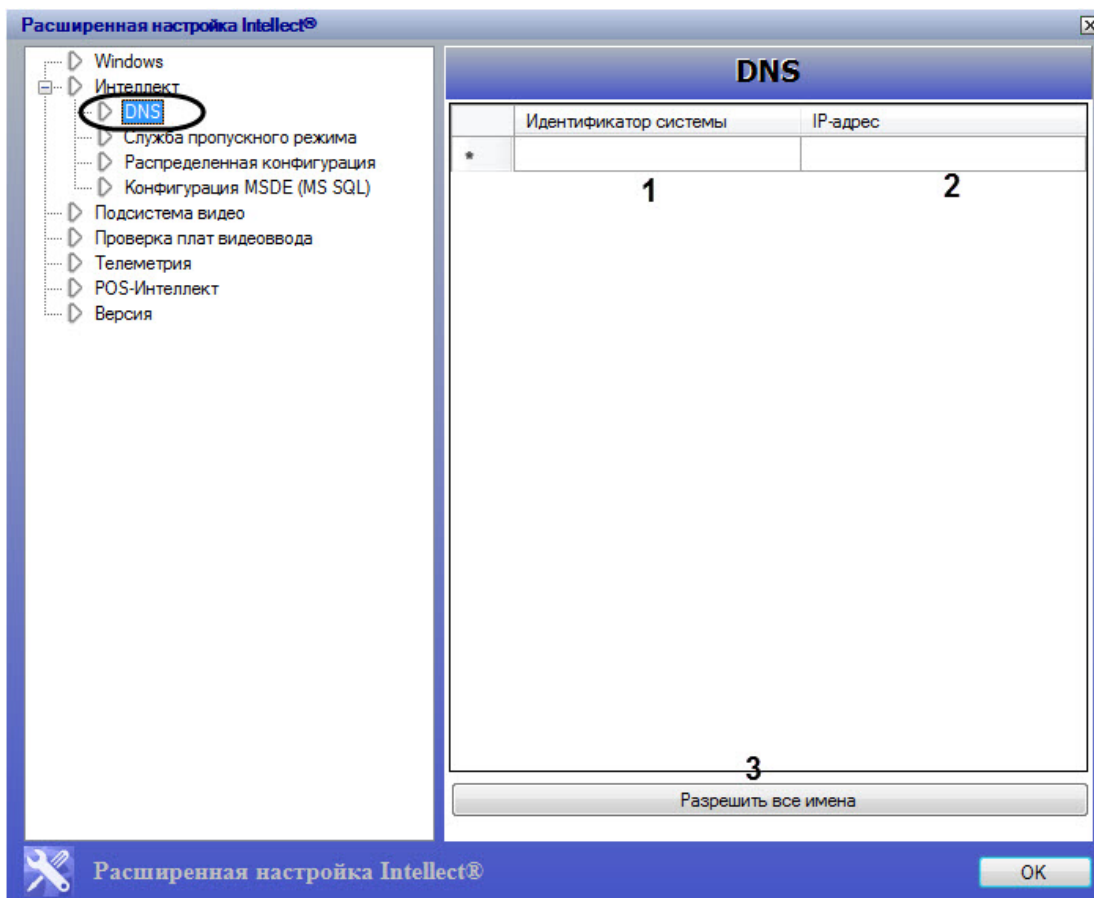 Расширенная настройка Intellect®
Windows
Интеллект
DNS
Служба пропускного режима
Распределенная конфигурация
Конфигурация MSDE (MS SQL)
Подсистема видео
Проверка плат видеоввода
Телеметрия
POS-Интеллект
Версия
DNS
Идентификатор системы IP-адрес
*
1 2
3
Разрешить все имена
Расширенная настройка Intellect®
OK